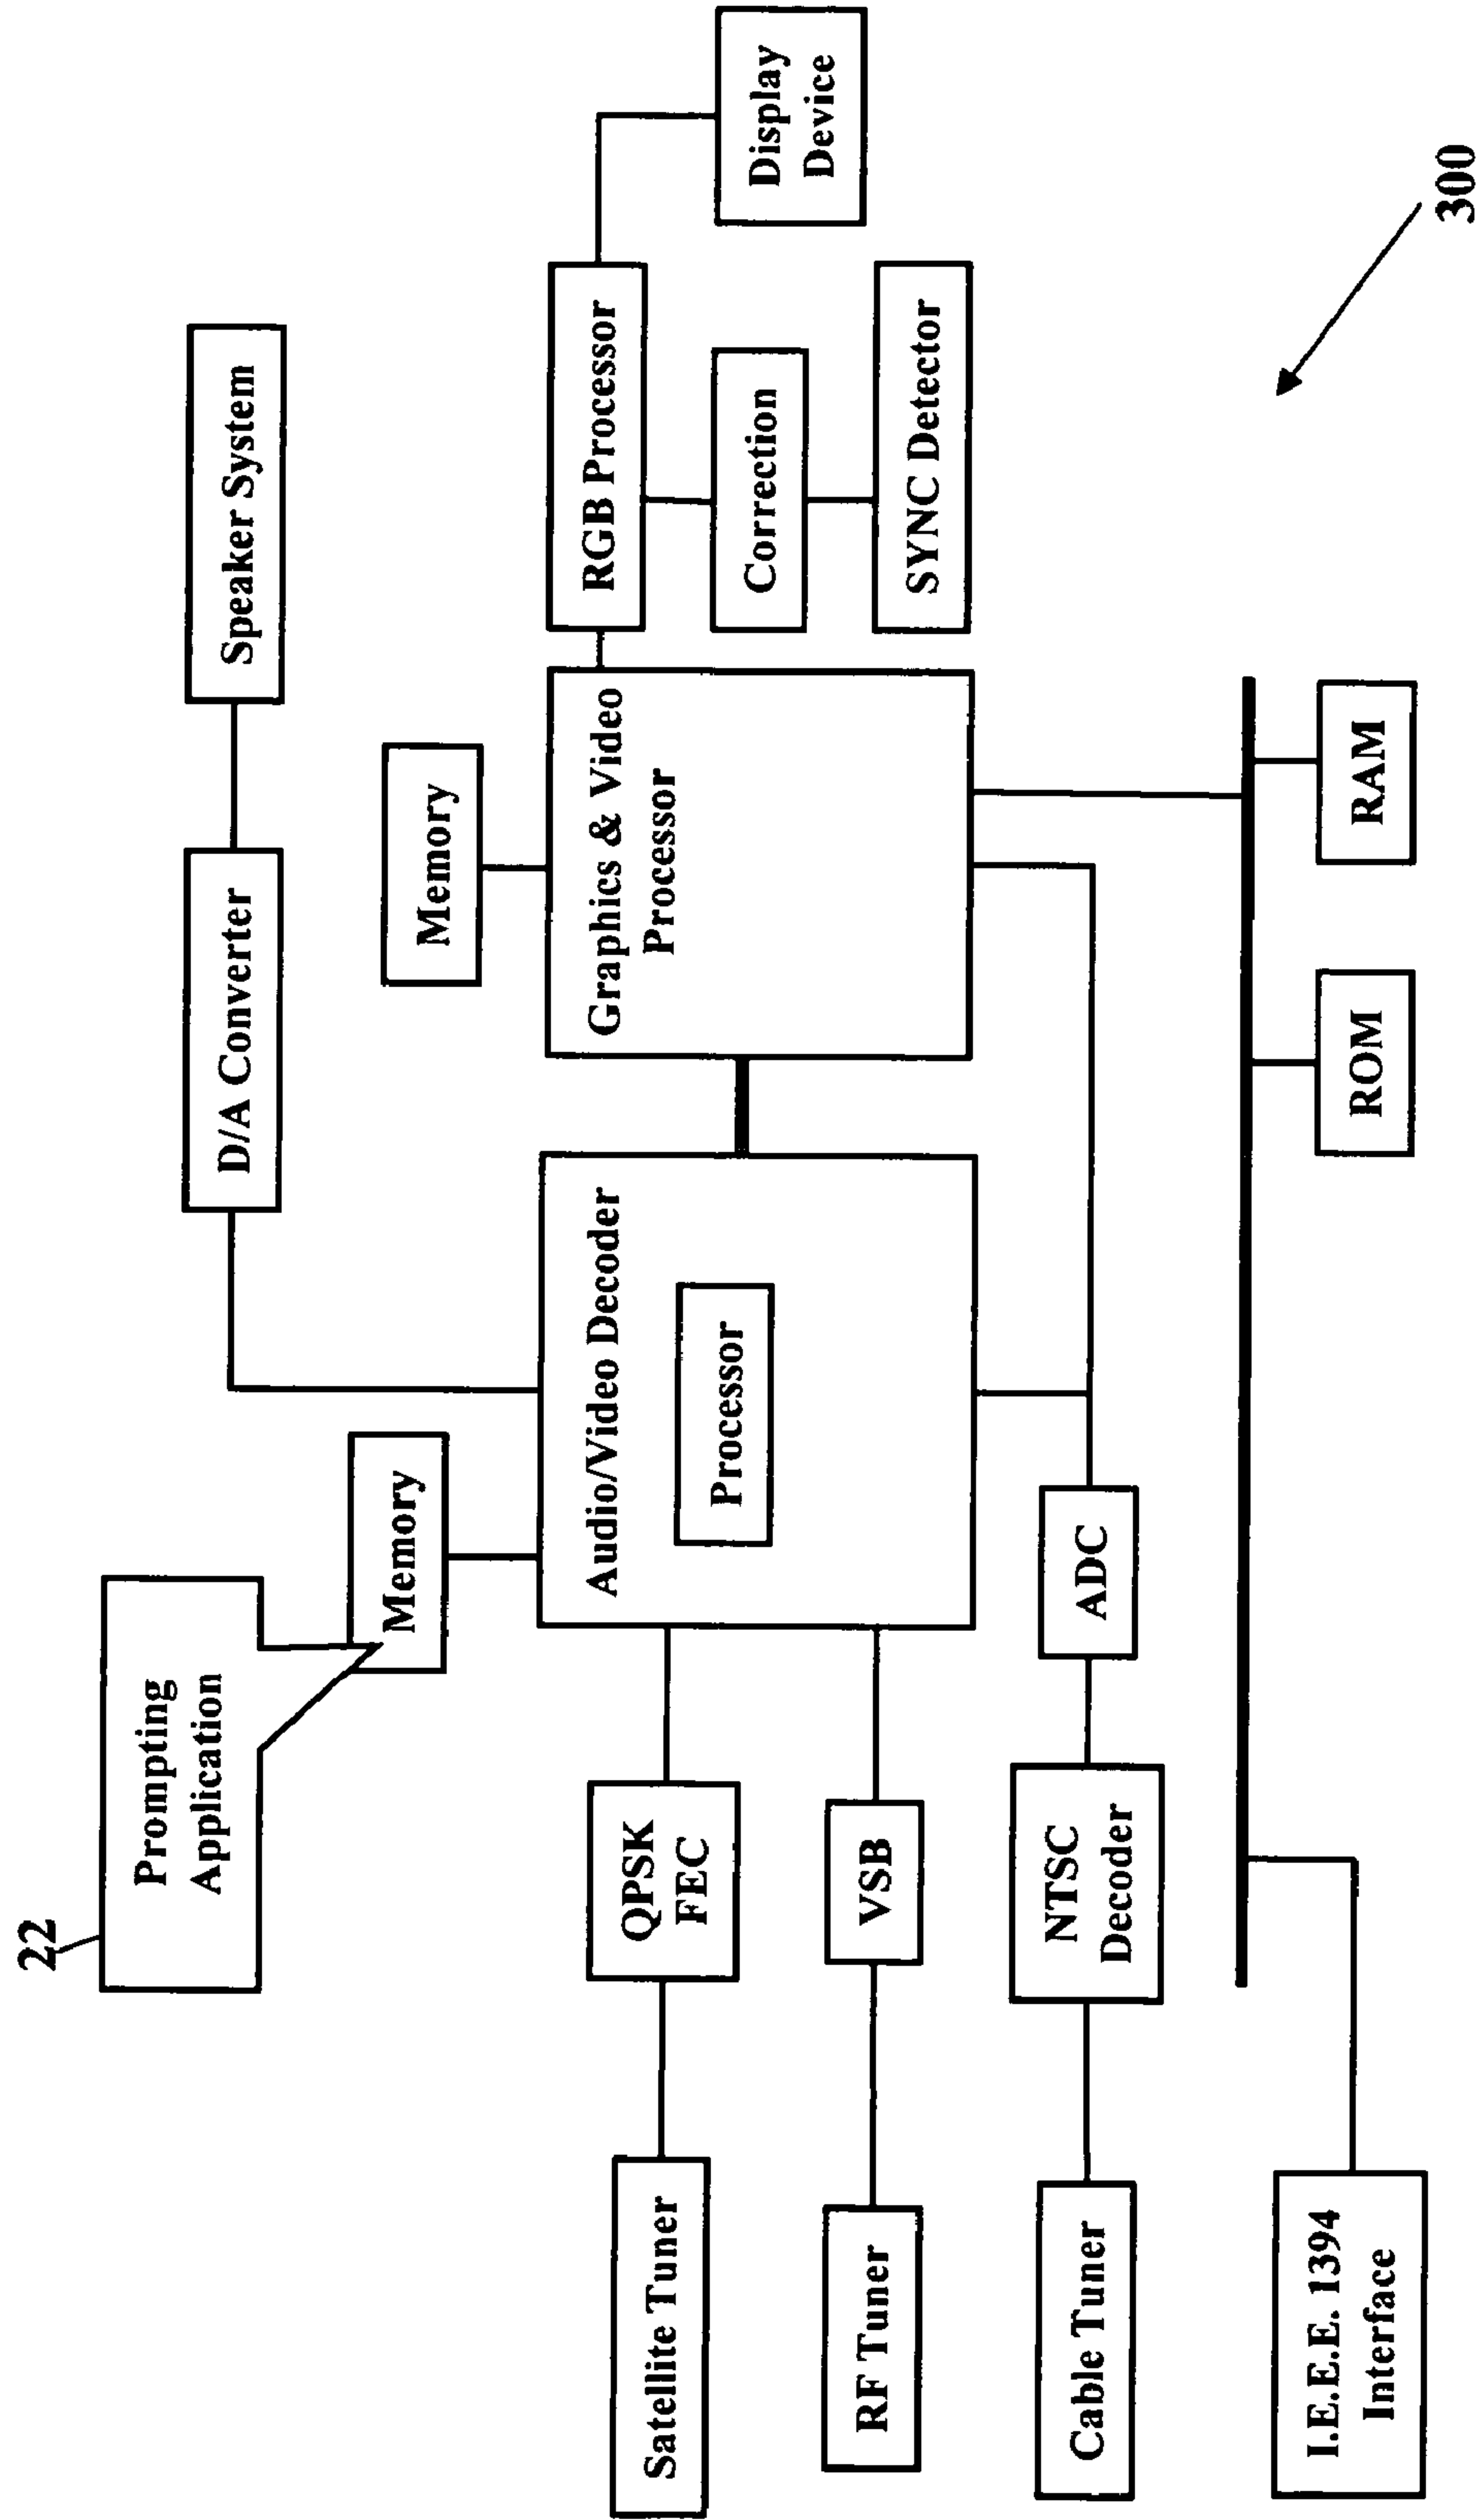 22
Prompting
Application
Memory
D/A Converter
Speaker System
Memory
Satellite Tuner
QPSK
FEC
Audio/Video Decoder
Processor
Graphics & Video
Processor
RGB Processor
Correction
SYNC Detector
Display
Device
RF Tuner
VSB
Cable Tuner
NTSC
Decoder
ADC
I.E.E.E. 1394
Interface
ROM
RAM
300